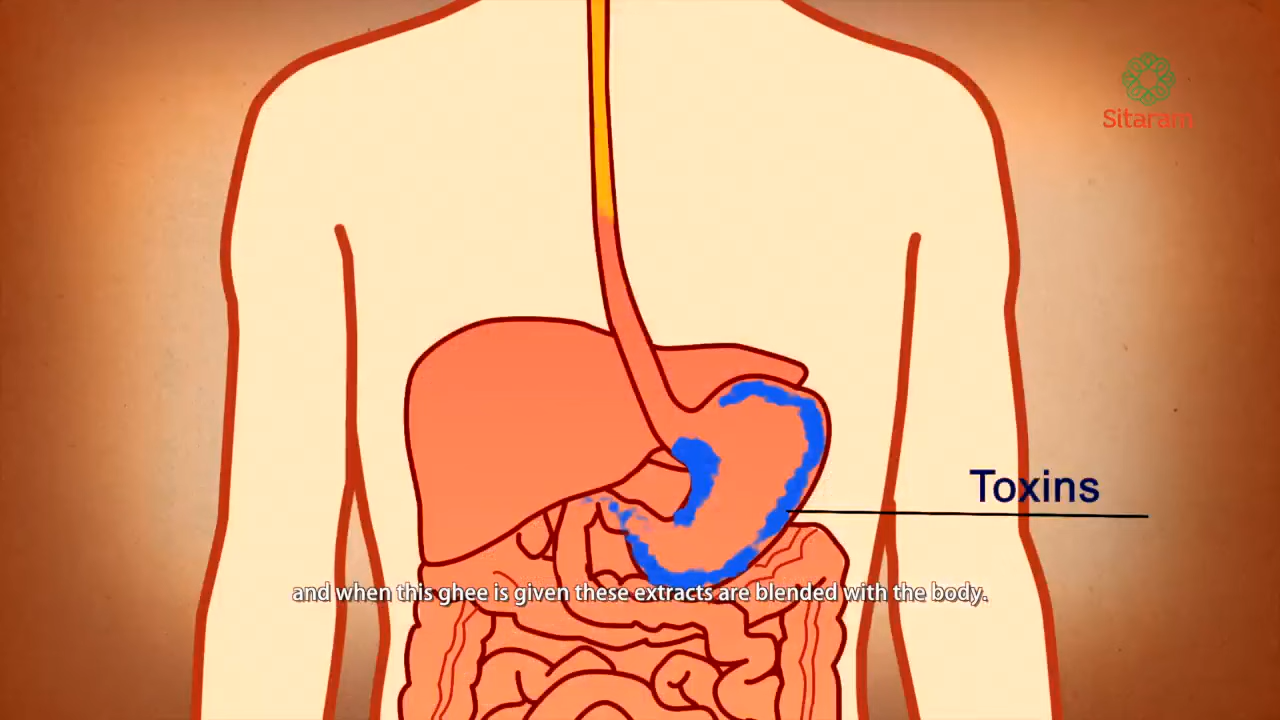 Sitaram
Toxins
and when this ghee is given these extracts are blended with the body.